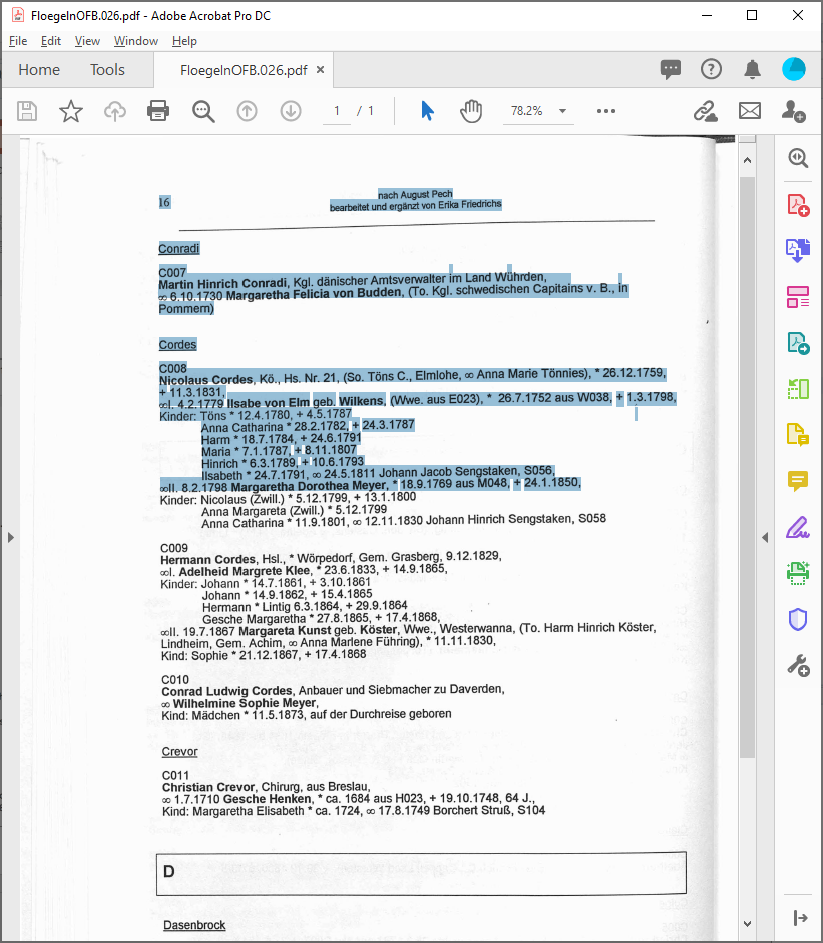 FloegelnOFB.026.pdf - Adobe Acrobat Pro DC
File Edit View Window Help
Home Tools FloegelnOFB.026.pdf ×
1 / 1 78.2%
16
nach August Pech
bearbeitet und ergänzt von Erika Friedrichs
Conradi
C007
Martin Hinrich Conradi, Kgl. dänischer Amtsverwalter im Land Wührden,
∞ 6.10.1730 Margaretha Felicia von Budden, (To. Kgl. schwedischen Capitains v. B., in
Pommern)
Cordes
C008
Nicolaus Cordes, Kö., Hs. Nr. 21, (So. Töns C., Elmlohe, ∞ Anna Marie Tönnies), * 26.12.1759,
+ 11.3.1831,
∞I. 4.2.1779 Ilsabe von Elm geb. Wilkens, (Wwe. aus E023), * 26.7.1752 aus W038, + 1.3.1798,
Kinder: Töns * 12.4.1780, + 4.5.1787
Anna Catharina * 28.2.1782, + 24.3.1787
Harm * 18.7.1784, + 24.6.1791
Maria * 7.1.1787, + 8.11.1807
Hinrich * 6.3.1789, + 10.6.1793
Ilsabeth * 24.7.1791, ∞ 24.5.1811 Johann Jacob Sengstaken, S056,
∞II. 8.2.1798 Margaretha Dorothea Meyer, * 18.9.1769 aus M048, + 24.1.1850,
Kinder: Nicolaus (Zwill.) * 5.12.1799, + 13.1.1800
Anna Margareta (Zwill.) * 5.12.1799
Anna Catharina * 11.9.1801, ∞ 12.11.1830 Johann Hinrich Sengstaken, S058
C009
Hermann Cordes, Hsl., * Wörpedorf, Gem. Grasberg, 9.12.1829,
∞I. Adelheid Margrete Klee, * 23.6.1833, + 14.9.1865,
Kinder: Johann * 14.7.1861, + 3.10.1861
Johann * 14.9.1862, + 15.4.1865
Hermann * Lintig 6.3.1864, + 29.9.1864
Gesche Margaretha * 27.8.1865, + 17.4.1868,
∞II. 19.7.1867 Margareta Kunst geb. Köster, Wwe., Westerwanna, (To. Harm Hinrich Köster,
Lindheim, Gem. Achim, ∞ Anna Marlene Führing), * 11.11.1830,
Kind: Sophie * 21.12.1867, + 17.4.1868
C010
Conrad Ludwig Cordes, Anbauer und Siebmacher zu Daverden,
∞ Wilhelmine Sophie Meyer,
Kind: Mädchen * 11.5.1873, auf der Durchreise geboren
Crevor
C011
Christian Crevor, Chirurg, aus Breslau,
∞ 1.7.1710 Gesche Henken, * ca. 1684 aus H023, + 19.10.1748, 64 J.,
Kind: Margaretha Elisabeth * ca. 1724, ∞ 17.8.1749 Borchert Struß, S104
D
Dasenbrock